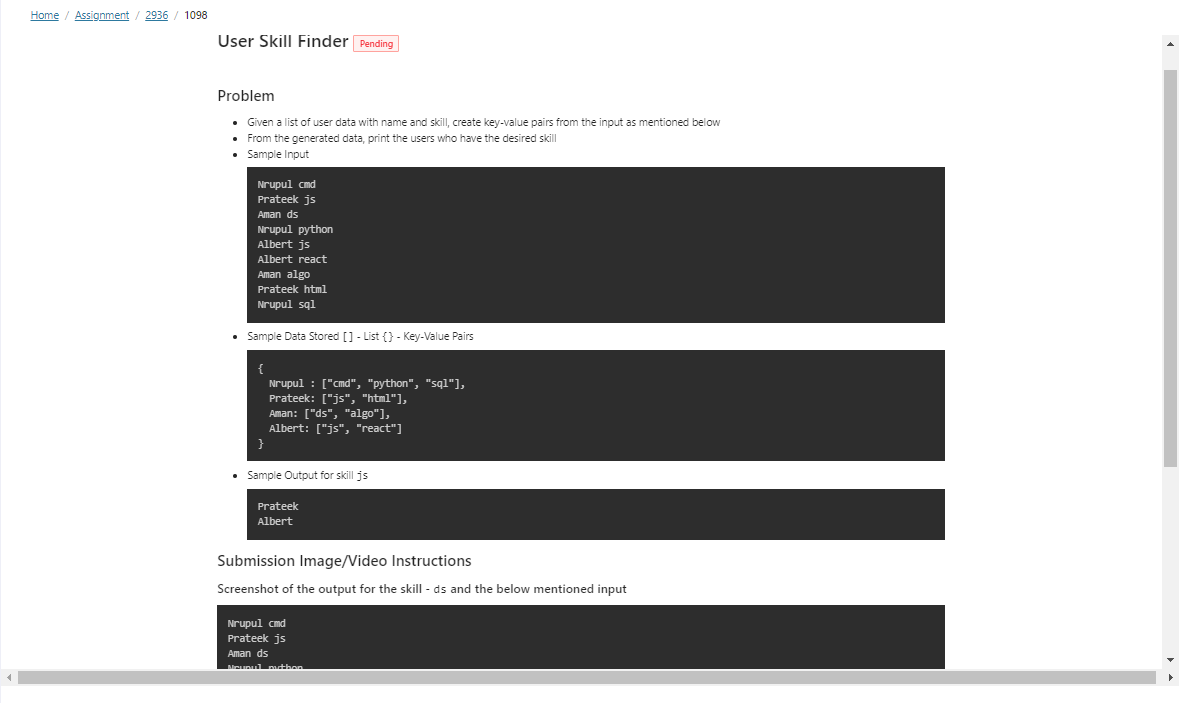 Home / Assignment / 2936 / 1098
User Skill Finder Pending
Problem
Given a list of user data with name and skill, create key-value pairs from the input as mentioned below
From the generated data, print the users who have the desired skill
Sample Input
Nrupul cmd
Prateek js
Aman ds
Nrupul python
Albert js
Albert react
Aman algo
Prateek html
Nrupul sql
Sample Data Stored [] - List {} - Key-Value Pairs
{
Nrupul : ["cmd", "python", "sql"],
Prateek: ["js", "html"],
Aman: ["ds", "algo"],
Albert: ["js", "react"]
}
Sample Output for skill js
Prateek
Albert
Submission Image/Video Instructions
Screenshot of the output for the skill - ds and the below mentioned input
Nrupul cmd
Prateek js
Aman ds
Nrupul python